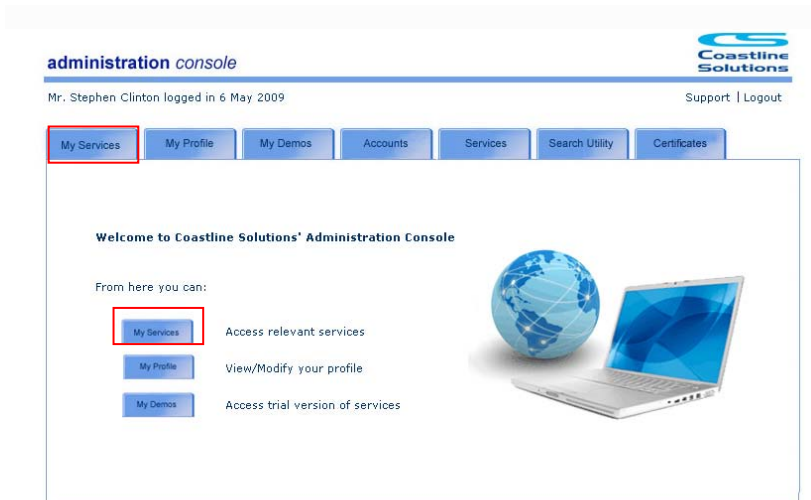 Coastline
Solutions
administration console
Mr. Stephen Clinton logged in 6 May 2009
Support | Logout
My Services My Profile My Demos Accounts Services Search Utility Certificates
Welcome to Coastline Solutions' Administration Console
From here you can:
My Services Access relevant services
My Profile View/Modify your profile
My Demos Access trial version of services